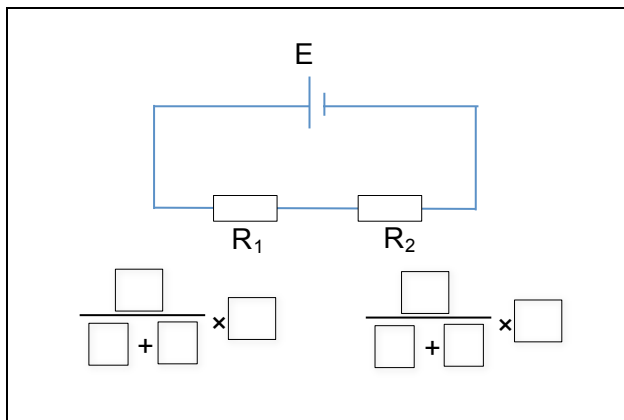 E
R₁ R₂
+ × + ×